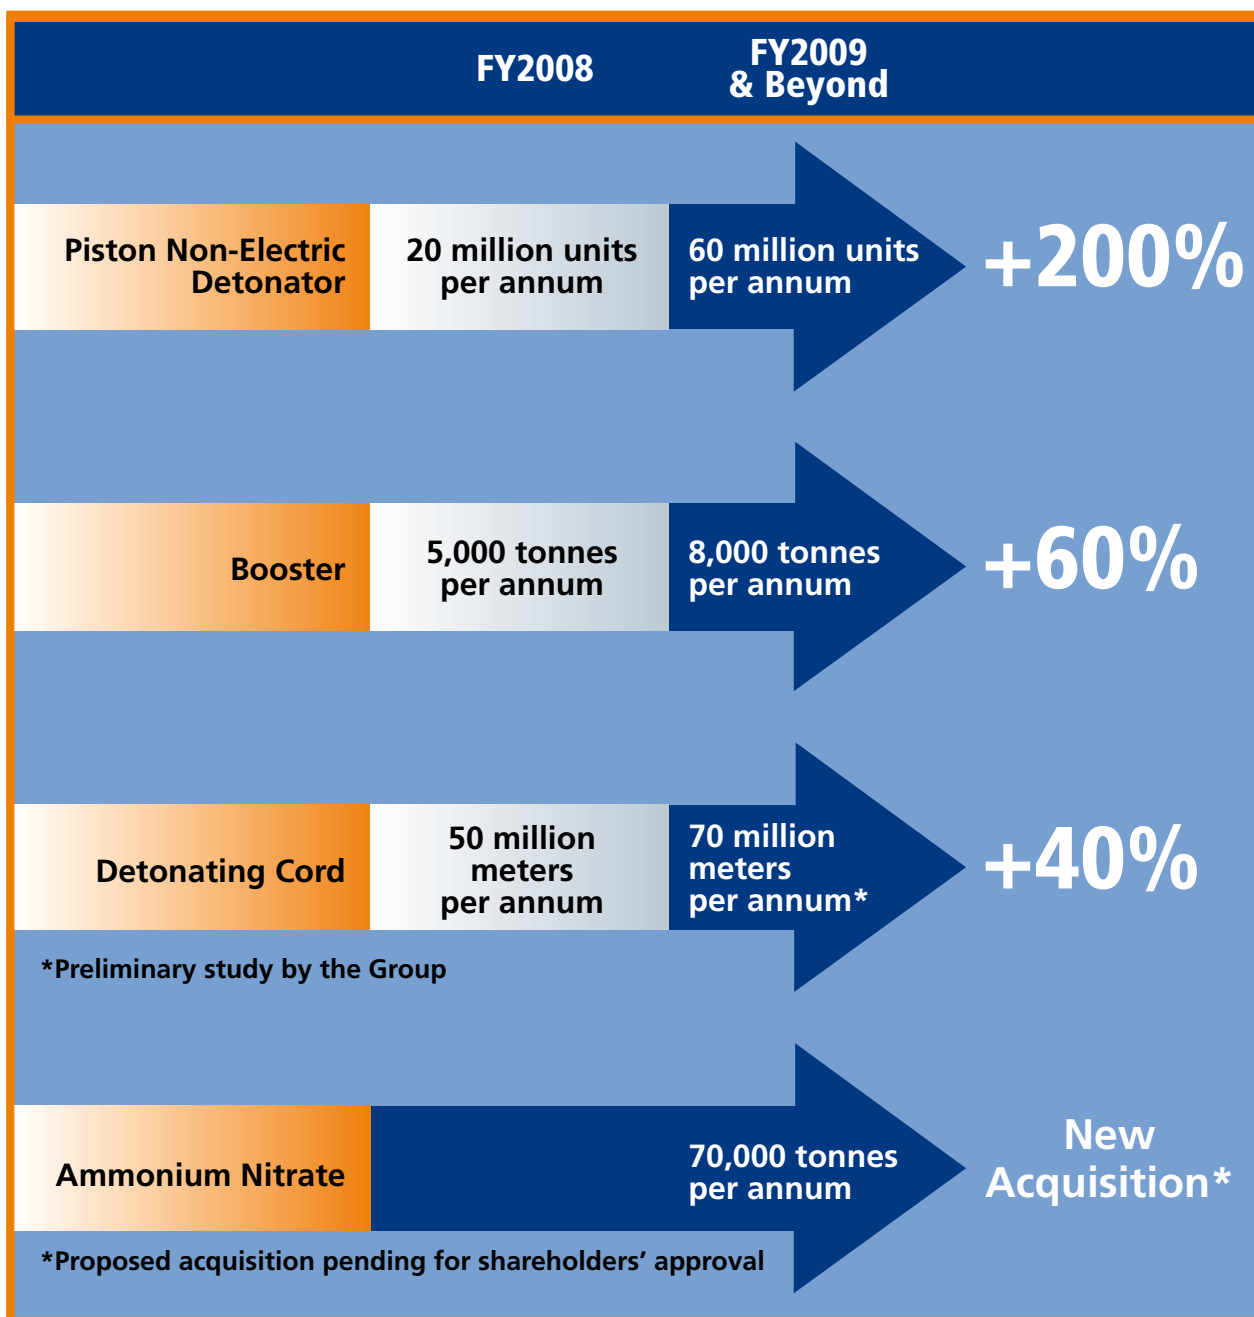 FY2008
FY2009
& Beyond
Piston Non-Electric
Detonator
20 million units
per annum
60 million units
per annum
+200%
Booster
5,000 tonnes
per annum
8,000 tonnes
per annum
+60%
Detonating Cord
50 million
meters
per annum
70 million
meters
per annum*
+40%
*Preliminary study by the Group
Ammonium Nitrate
70,000 tonnes
per annum
New
Acquisition*
*Proposed acquisition pending for shareholders’ approval